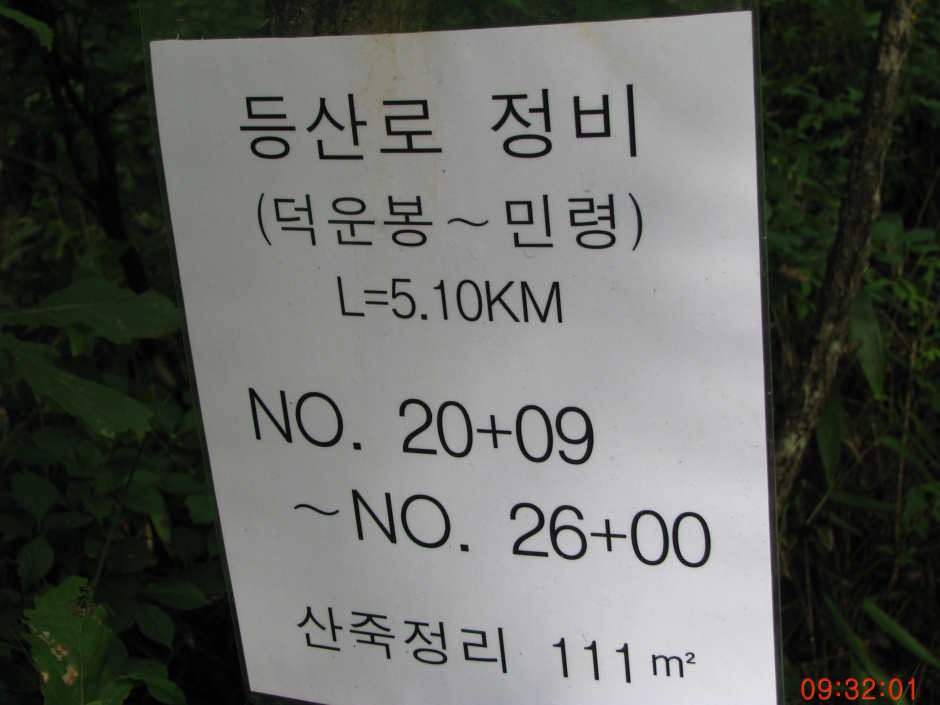 등산로 정비
(덕운봉~민령)
L=5.10KM
NO. 20+09
~NO. 26+00
산죽정리 111㎡
09:32:01